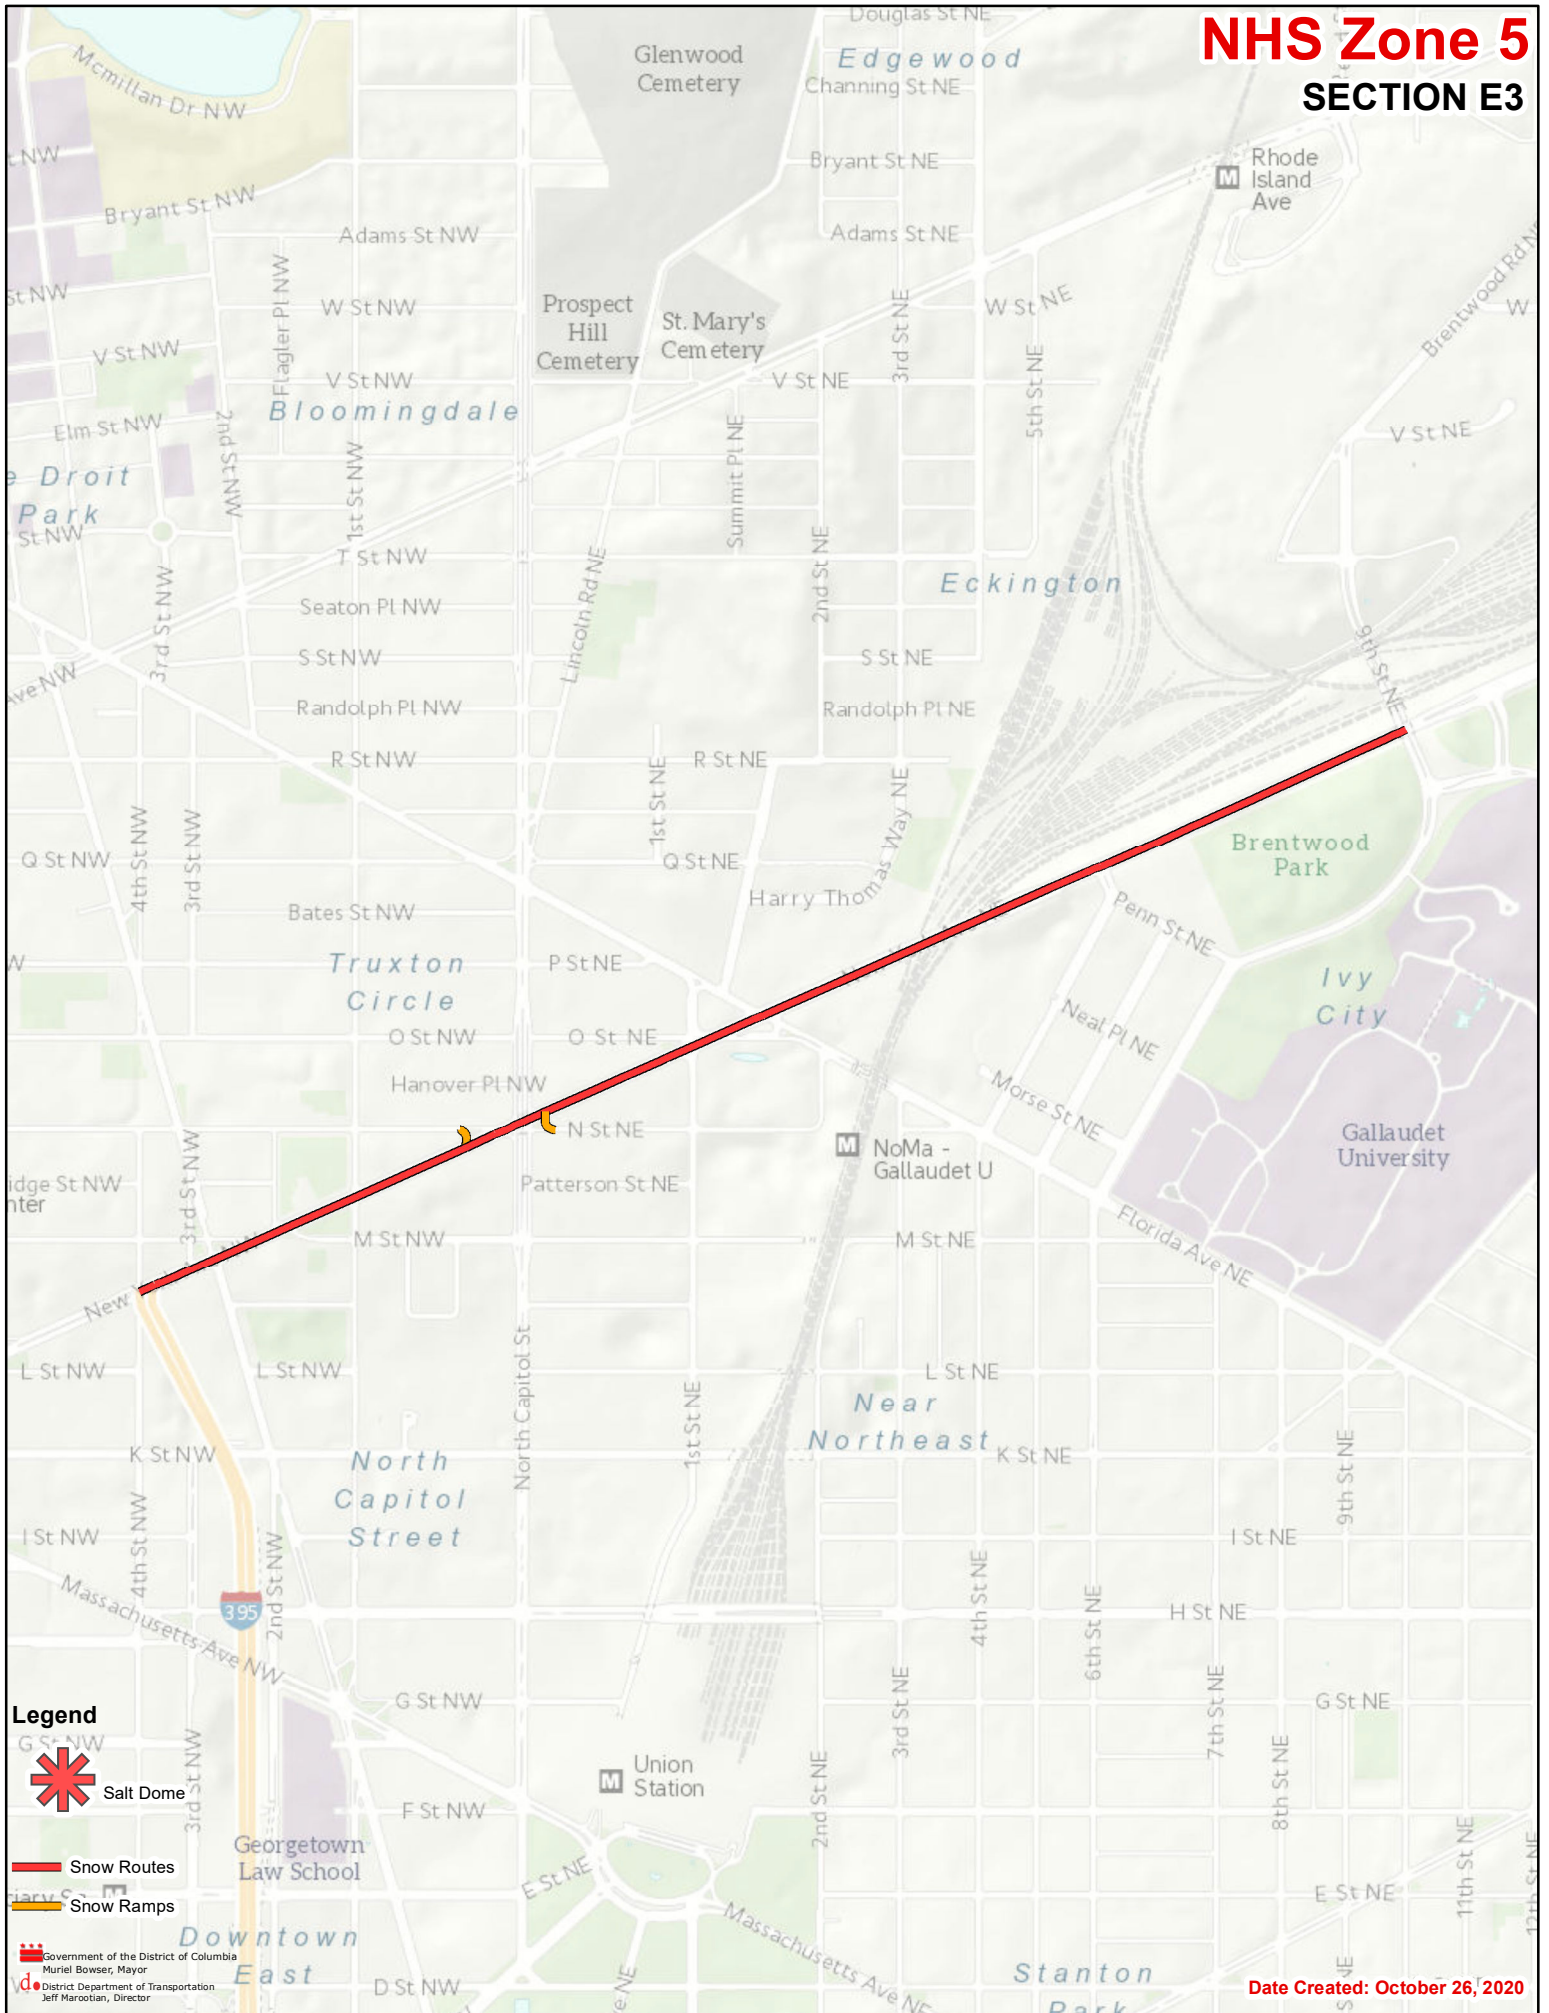 NHS Zone 5
SECTION E3
Douglas St NE
Edgewood
Glenwood
Cemetery
Channing St NE
Mcmillan Dr NW
Bryant St NE
Rhode
Island
Ave
M
Bryant St NW
Adams St NW
Adams St NE
Flagler Pl NW
W St NW
Prospect
Hill
Cemetery
St. Mary's
Cemetery
3rd St NE
W St NE
W
V St NW
V St NW
V St NE
5th St NE
Bloomingdale
Elm St NW
2nd St NW
1st St NW
Summit Pl NE
V St NE
e Droit
Park
St NW
T St NW
Lincoln Rd NE
2nd St NE
Eckington
3rd St NW
Seaton Pl NW
S St NW
S St NE
9th St NE
Ave NW
Randolph Pl NW
Randolph Pl NE
R St NW
R St NE
1st St NE
4th St NW
3rd St NW
Q St NW
Q St NE
Harry Thomas Way NE
Brentwood
Park
Bates St NW
Penn St NE
Truxton
Circle
P St NE
Ivy
City
O St NW
O St NE
Neal Pl NE
Hanover Pl NW
Morse St NE
N St NE
M
NoMa -
Gallaudet U
Gallaudet
University
3rd St NW
idge St NW
nter
Patterson St NE
M St NW
M St NE
Florida Ave NE
New
NW
L St NW
L St NW
L St NE
North Capitol St
1st St NE
Near
Northeast
K St NW
K St NE
North
Capitol
Street
9th St NE
I St NW
4th St NW
2nd St NW
I St NE
Massachusetts Ave NW
395
4th St NE
6th St NE
H St NE
G St NW
3rd St NE
7th St NE
G St NE
Legend
G St NW
Salt Dome
3rd St NW
M
Union
Station
2nd St NE
8th St NE
F St NW
Georgetown
Law School
Snow Routes
E St NE
E St NE
11th St NE
12th St NE
Snow Ramps
Massachusetts Ave NE
Downtown
East
Government of the District of Columbia
Muriel Bowser, Mayor
d.
District Department of Transportation
Jeff Marootian, Director
D St NW
Stanton
Park
Date Created: October 26, 2020